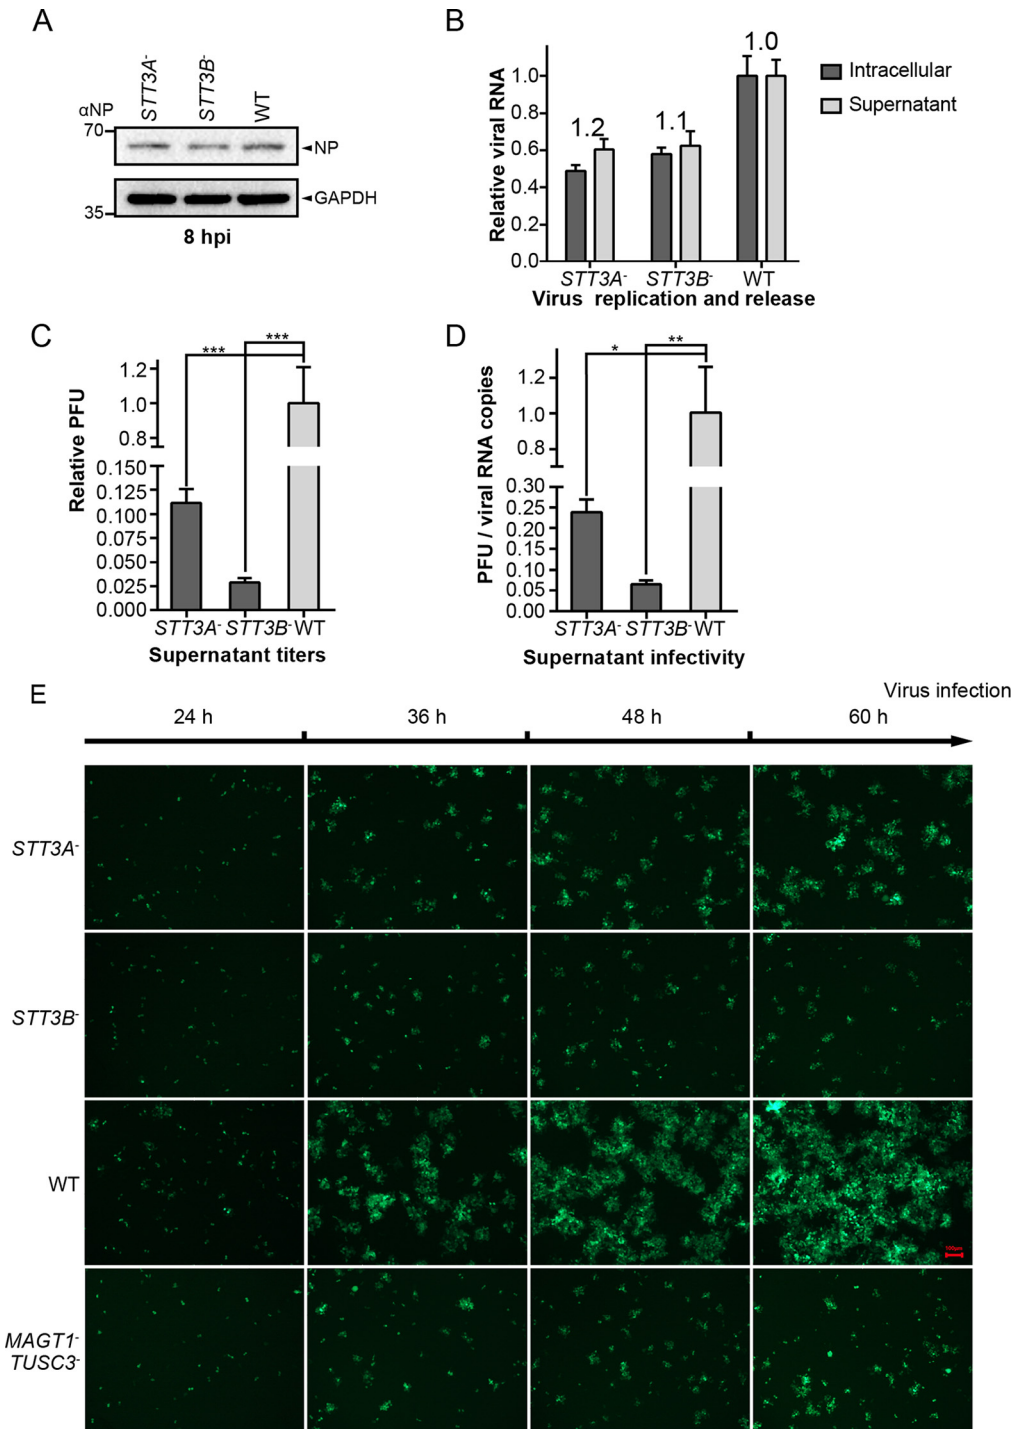 A
STT3A-
STT3B-
WT
αNP
70
NP
GAPDH
35
8 hpi
B
Relative viral RNA
1.0
0.8
0.6
0.4
0.2
0.0
1.2
1.1
1.0
Intracellular
Supernatant
STT3A-
STT3B-
WT
Virus replication and release
C
Relative PFU
1.2
1.0
0.8
0.150
0.125
0.100
0.075
0.050
0.025
0.000
***
***
STT3A-
STT3B-
WT
Supernatant titers
D
PFU / viral RNA copies
1.2
1.0
0.8
0.30
0.25
0.20
0.15
0.10
0.05
0.00
*
**
STT3A-
STT3B-
WT
Supernatant infectivity
E
Virus infection
24 h
36 h
48 h
60 h
STT3A-
STT3B-
WT
100μm
MAGT1-
TUSC3-